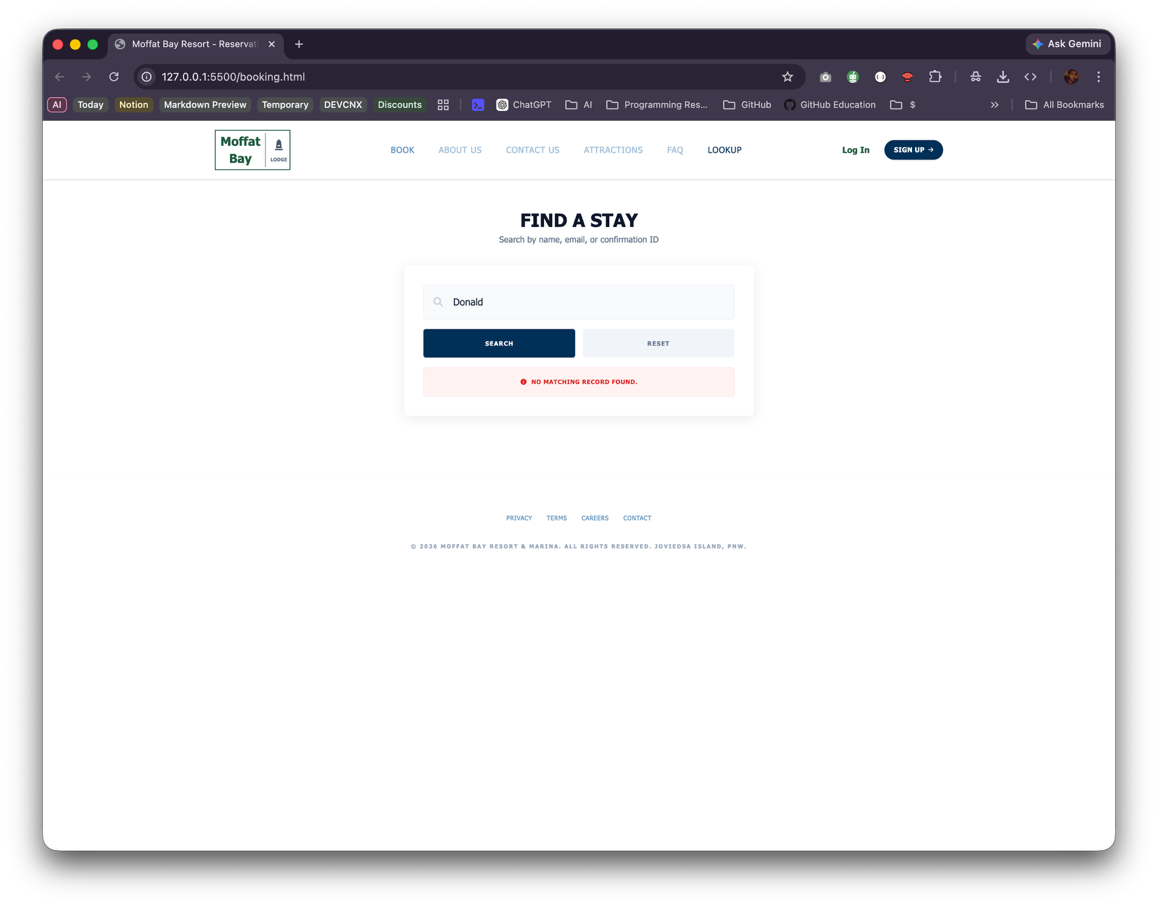 Moffat Bay Resort - Reservati
Ask Gemini
127.0.0.1:5500/booking.html
AI Today Notion Markdown Preview Temporary DEVCNX Discounts ChatGPT AI Programming Res... GitHub GitHub Education $ » All Bookmarks
Moffat
Bay
LODGE
BOOK ABOUT US CONTACT US ATTRACTIONS FAQ LOOKUP Log In SIGN UP →
FIND A STAY
Search by name, email, or confirmation ID
Donald
SEARCH RESET
NO MATCHING RECORD FOUND.
PRIVACY TERMS CAREERS CONTACT
© 2026 MOFFAT BAY RESORT & MARINA. ALL RIGHTS RESERVED. JOVIEDSA ISLAND, PNW.